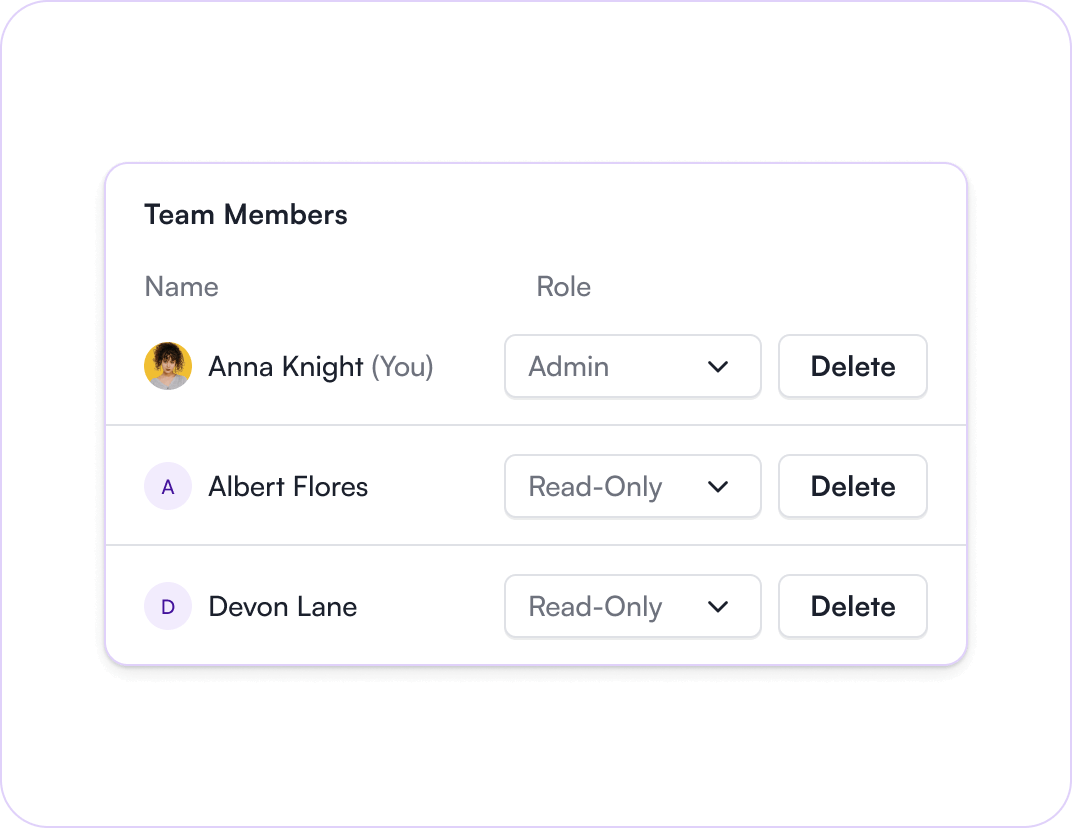 Team Members
Name Role
Anna Knight (You) Admin Delete
A Albert Flores Read-Only Delete
D Devon Lane Read-Only Delete